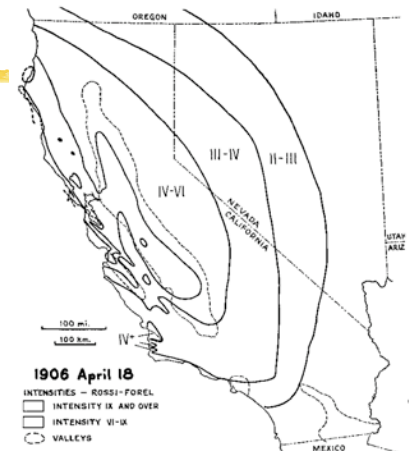 OREGON
IDAHO
III-IV
II-III
IV-VI
NEVADA
CALIFORNIA
UTAH
ARIZ
100 mi.
100 km.
IV
1906 April 18
INTENSITIES - ROSSI-FOREL
INTENSITY IX AND OVER
INTENSITY VI-IX
VALLEYS
MEXICO